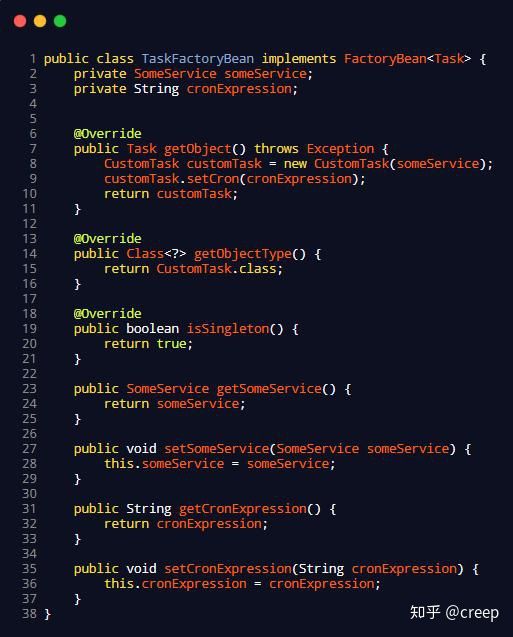 1 public class TaskFactoryBean implements FactoryBean<Task> {
2     private SomeService someService;
3     private String cronExpression;
4
5
6     @Override
7     public Task getObject() throws Exception {
8         CustomTask customTask = new CustomTask(someService);
9         customTask.setCron(cronExpression);
10         return customTask;
11     }
12
13     @Override
14     public Class<?> getObjectType() {
15         return CustomTask.class;
16     }
17
18     @Override
19     public boolean isSingleton() {
20         return true;
21     }
22
23     public SomeService getSomeService() {
24         return someService;
25     }
26
27     public void setSomeService(SomeService someService) {
28         this.someService = someService;
29     }
30
31     public String getCronExpression() {
32         return cronExpression;
33     }
34
35     public void setCronExpression(String cronExpression) {
36         this.cronExpression = cronExpression;
37     }
38 }
知乎 @creep